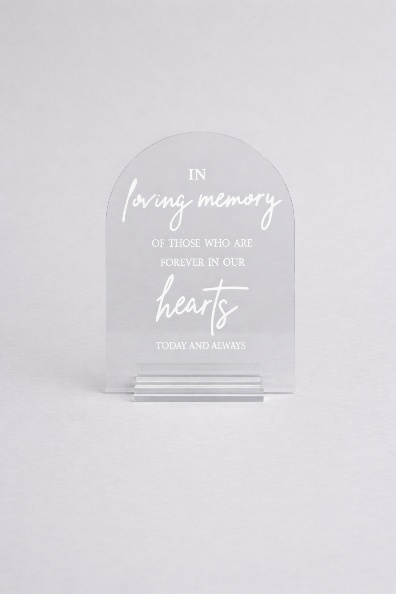 IN
loving memory
OF THOSE WHO ARE
FOREVER IN OUR
hearts
TODAY AND ALWAYS